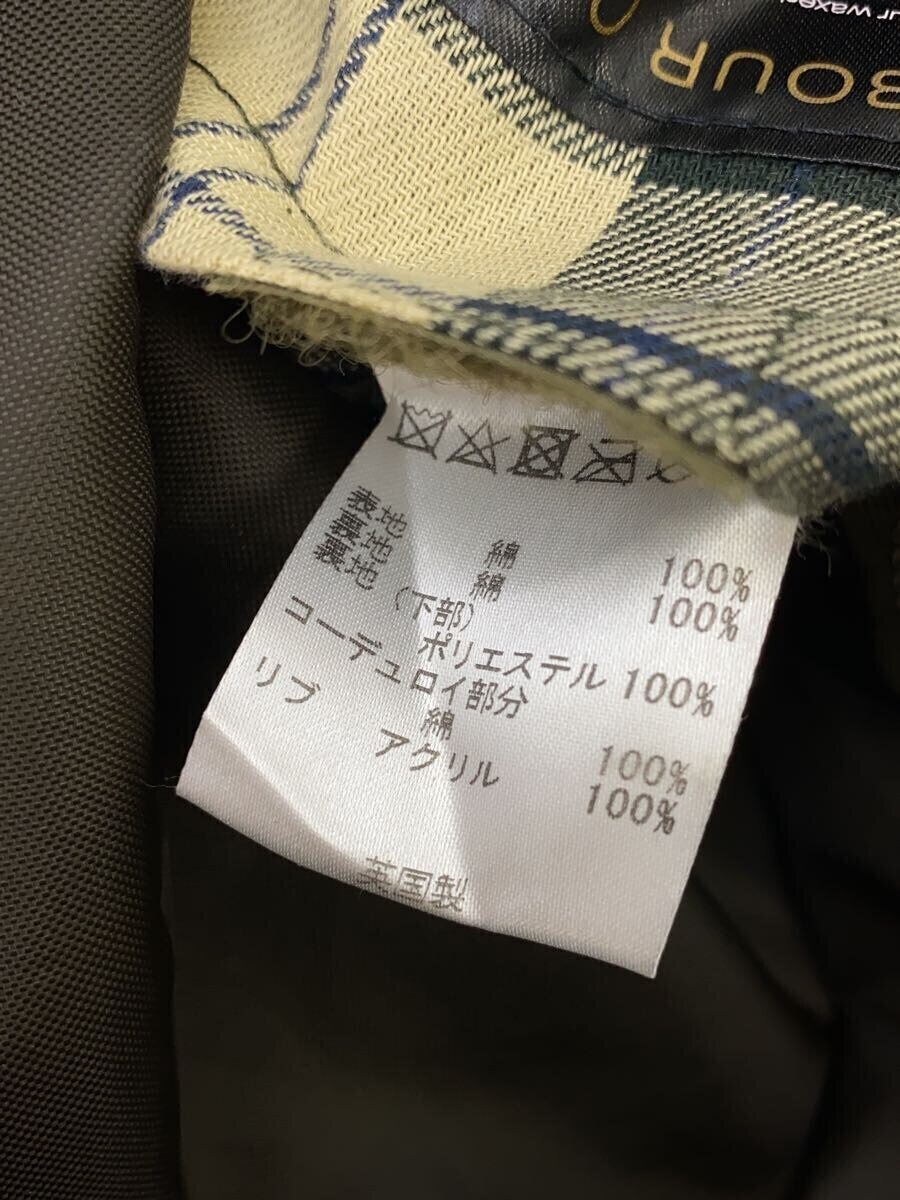 ur waxed
BOUR
表地 綿 100%
裏地 綿 100%
裏地(下部)
ポリエステル 100%
コーデュロイ部分
綿 100%
リブ アクリル 100%
英国製